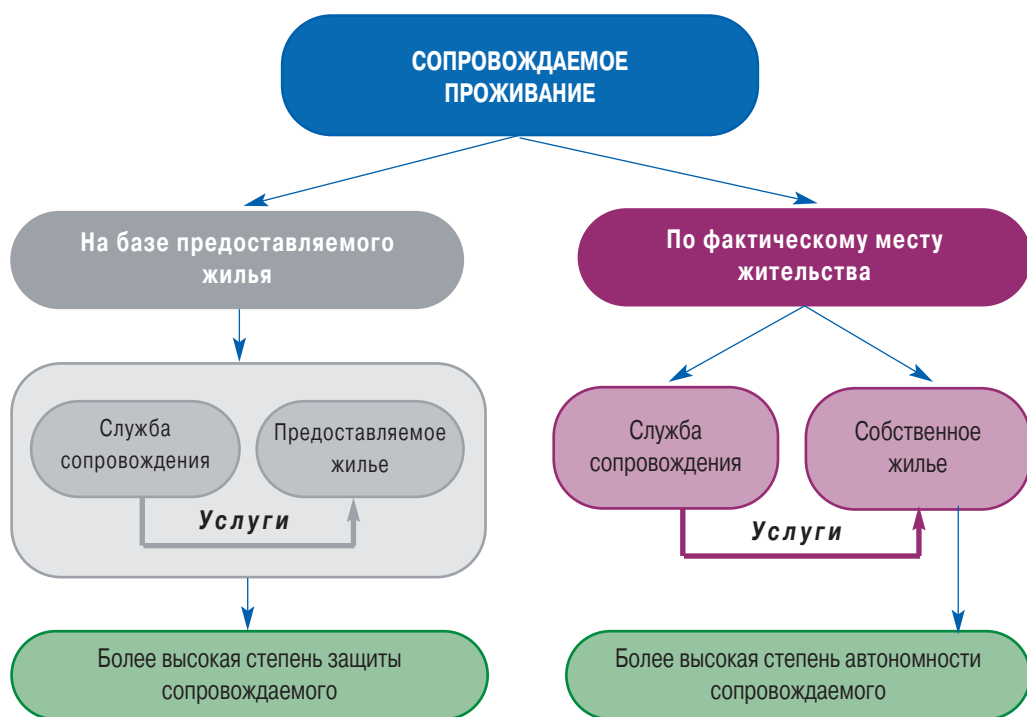 СОПРОВОЖДАЕМОЕ
ПРОЖИВАНИЕ
На базе предоставляемого
жилья
По фактическому месту
жительства
Служба
сопровождения
Предоставляемое
жилье
Услуги
Служба
сопровождения
Собственное
жилье
Услуги
Более высокая степень защиты
сопровождаемого
Более высокая степень автономности
сопровождаемого